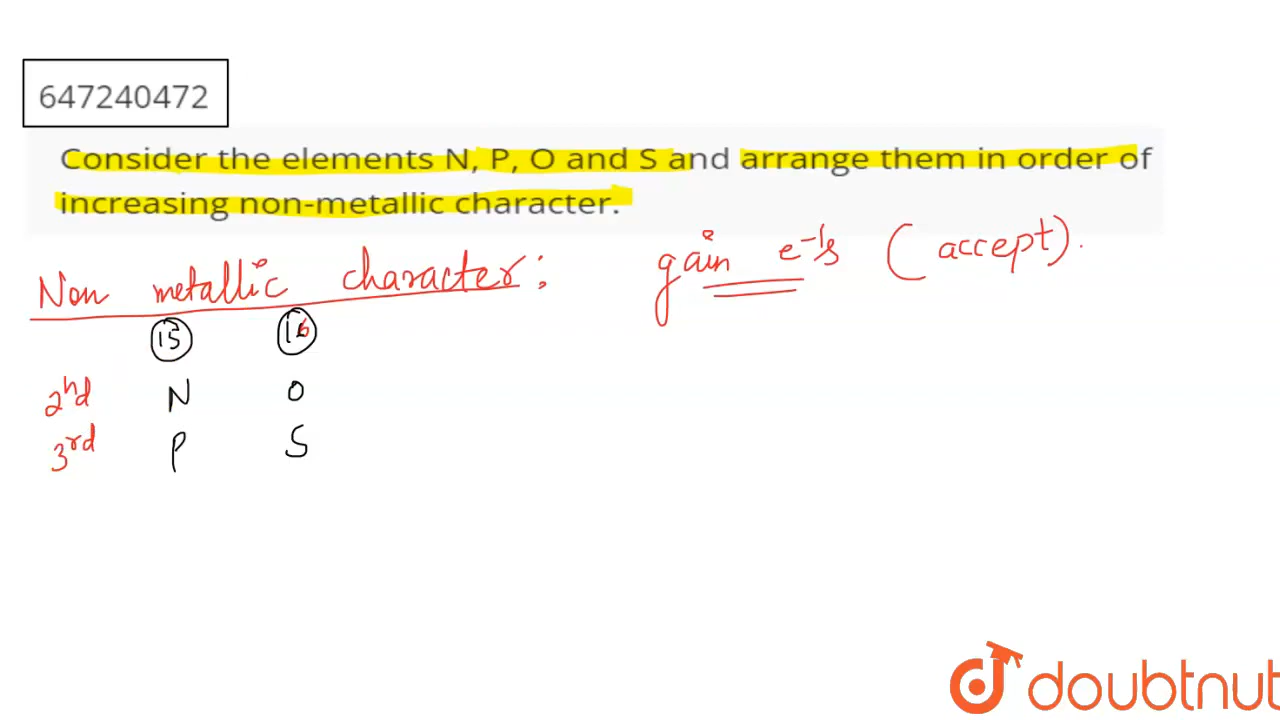 647240472
Consider the elements N, P, O and S and arrange them in order of
increasing non-metallic character.
Non metallic character: gain e⁻'s (accept).
15 16
2nd N O
3rd P S
doubtnut